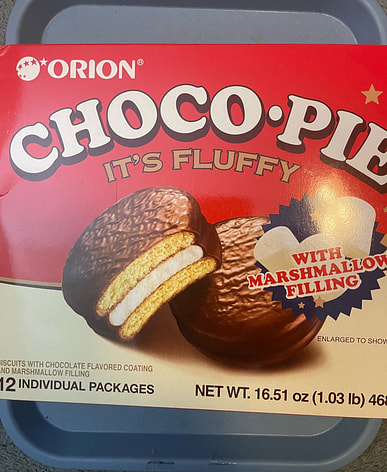 ORION®
CHOCO•PIE
IT'S FLUFFY
WITH
MARSHMALLOW
FILLING
ENLARGED TO SHOW
BISCUITS WITH CHOCOLATE FLAVORED COATING
AND MARSHMALLOW FILLING
12 INDIVIDUAL PACKAGES
NET WT. 16.51 oz (1.03 lb) 468